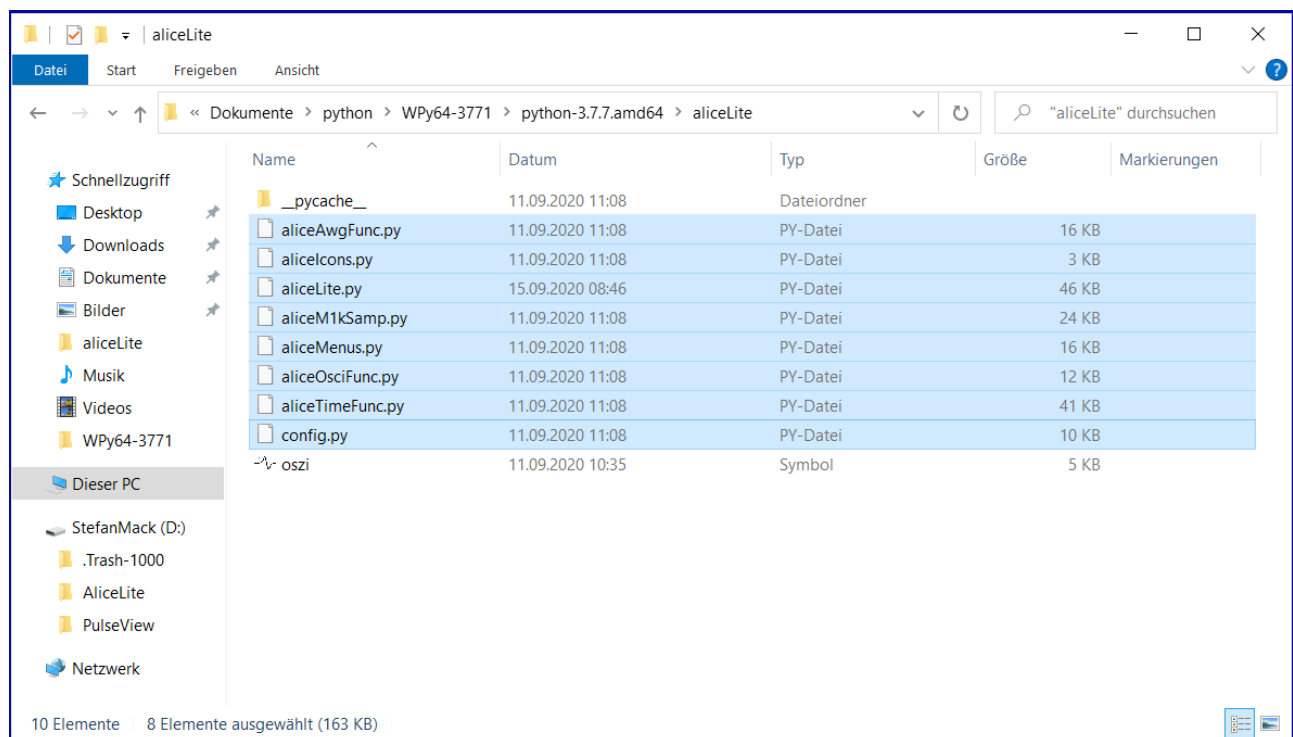 aliceLite
Datei Start Freigeben Ansicht
« Dokumente > python > WPy64-3771 > python-3.7.7.amd64 > aliceLite
"aliceLite" durchsuchen
Name Datum Typ Größe Markierungen
Schnellzugriff
Desktop
Downloads
Dokumente
Bilder
aliceLite
Musik
Videos
WPy64-3771
Dieser PC
StefanMack (D:)
.Trash-1000
AliceLite
PulseView
Netzwerk
__pycache__ 11.09.2020 11:08 Dateiordner
aliceAwgFunc.py 11.09.2020 11:08 PY-Datei 16 KB
aliceIcons.py 11.09.2020 11:08 PY-Datei 3 KB
aliceLite.py 15.09.2020 08:46 PY-Datei 46 KB
aliceM1kSamp.py 11.09.2020 11:08 PY-Datei 24 KB
aliceMenus.py 11.09.2020 11:08 PY-Datei 16 KB
aliceOsciFunc.py 11.09.2020 11:08 PY-Datei 12 KB
aliceTimeFunc.py 11.09.2020 11:08 PY-Datei 41 KB
config.py 11.09.2020 11:08 PY-Datei 10 KB
oszi 11.09.2020 10:35 Symbol 5 KB
10 Elemente 8 Elemente ausgewählt (163 KB)